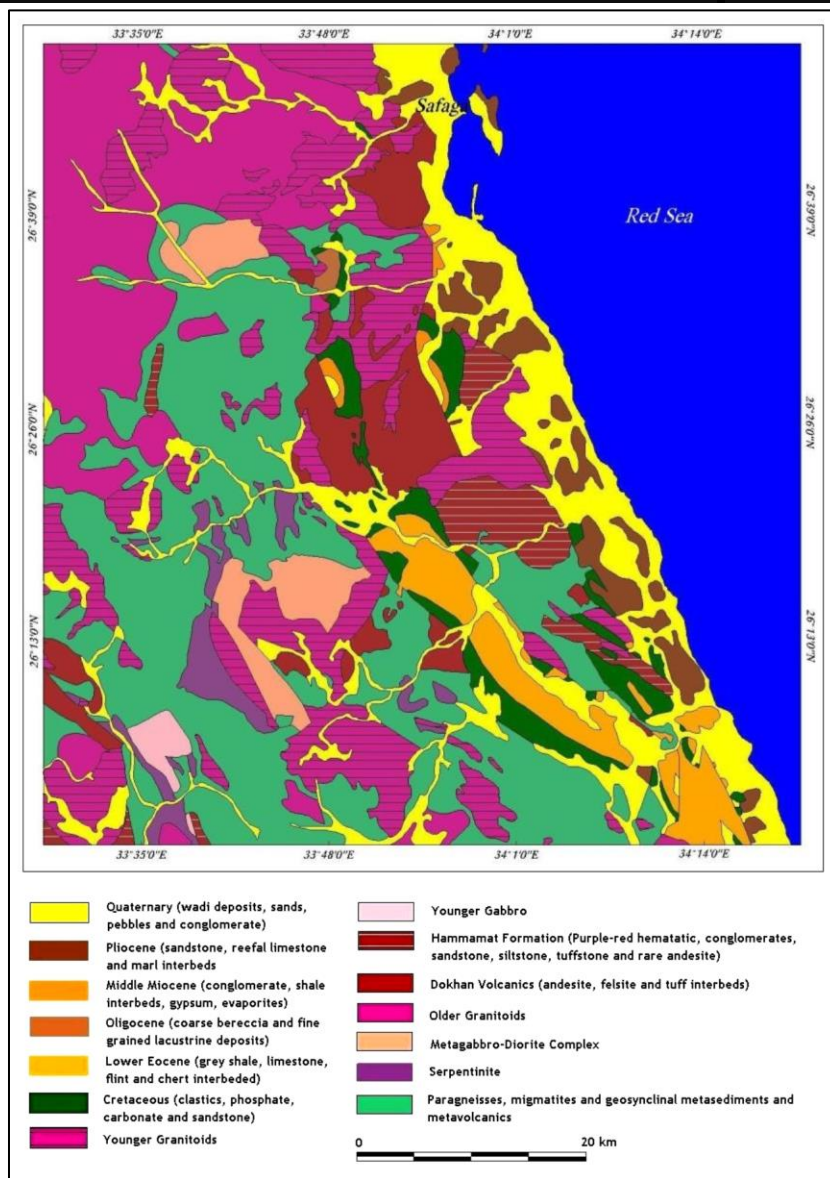 33°35'0"E 33°48'0"E 34°1'0"E 34°14'0"E
Safaga
26°39'0"N
26°39'0"N
Red Sea
26°26'0"N
26°26'0"N
26°13'0"N
26°13'0"N
33°35'0"E 33°48'0"E 34°1'0"E 34°14'0"E
Quaternary (wadi deposits, sands,
pebbles and conglomerate)
Pliocene (sandstone, reefal limestone
and marl interbeds
Middle Miocene (conglomerate, shale
interbeds, gypsum, evaporites)
Oligocene (coarse bereccia and fine
grained lacustrine deposits)
Lower Eocene (grey shale, limestone,
flint and chert interbeded)
Cretaceous (clastics, phosphate,
carbonate and sandstone)
Younger Granitoids
Younger Gabbro
Hammamat Formation (Purple-red hematatic, conglomerates,
sandstone, siltstone, tuffstone and rare andesite)
Dokhan Volcanics (andesite, felsite and tuff interbeds)
Older Granitoids
Metagabbro-Diorite Complex
Serpentinite
Paragneisses, migmatites and geosynclinal metasediments and
metavolcanics
0 20 km